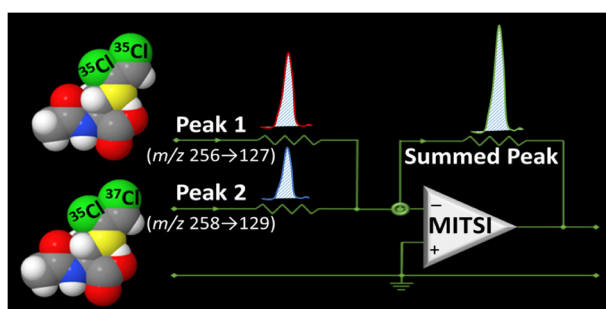 35Cl
35Cl
Peak 1
(m/z 256→127)
Summed Peak
Peak 2
37Cl
35Cl
(m/z 258→129)
−
MITSI
+